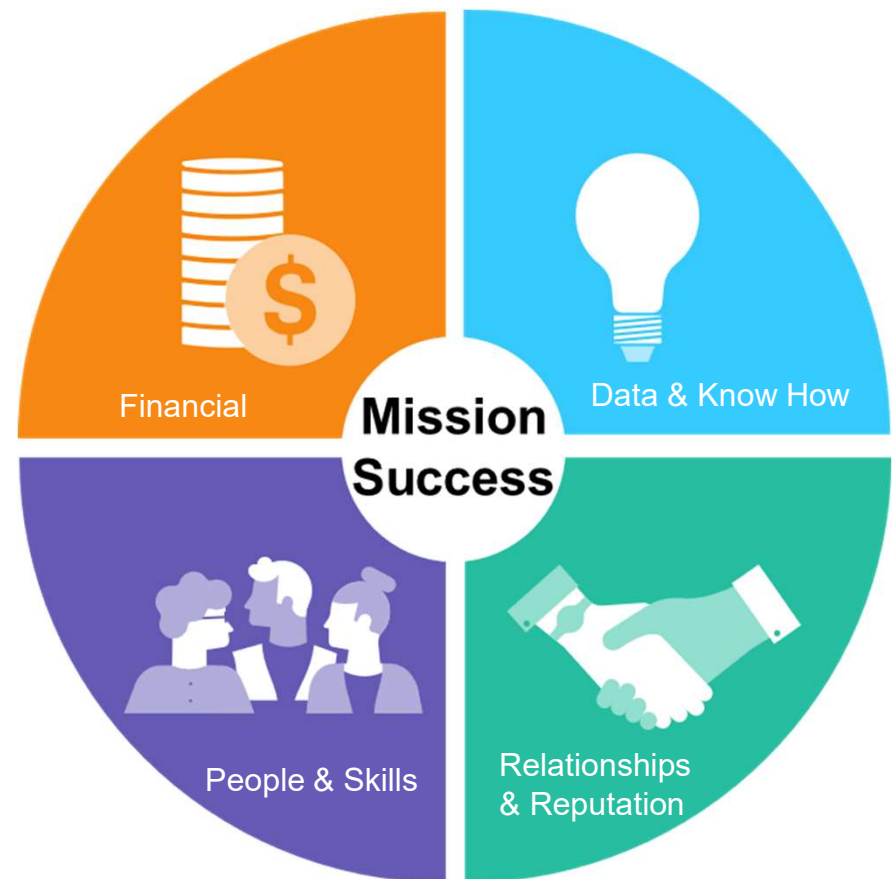 $
Financial
Data & Know How
Mission
Success
People & Skills
Relationships
& Reputation